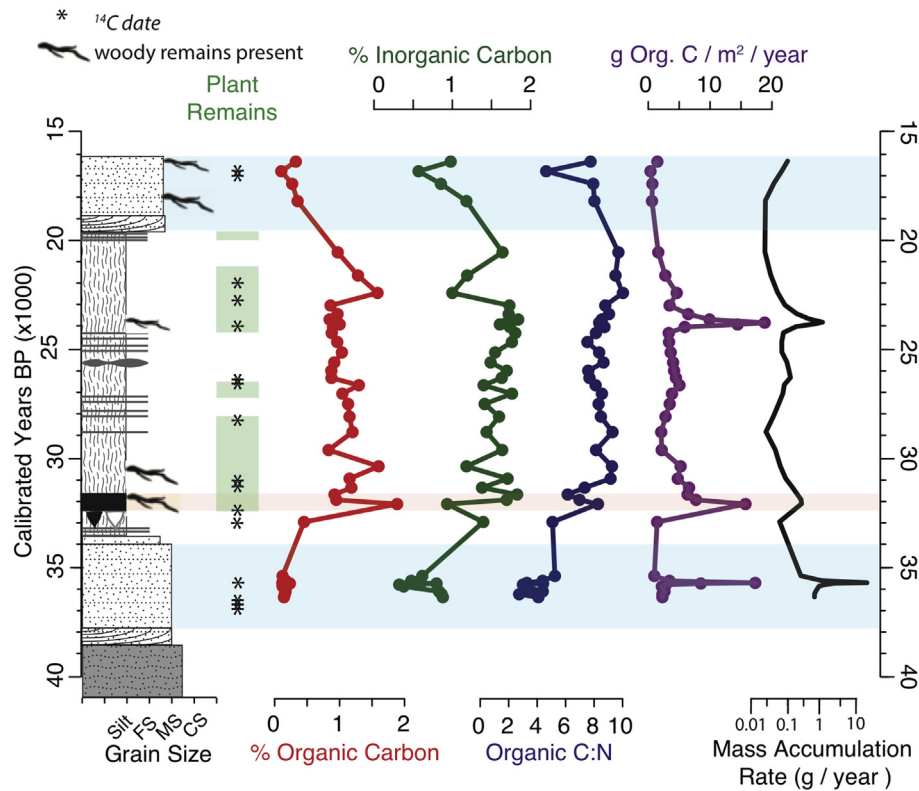 * ¹⁴C date
woody remains present
Plant
Remains
% Inorganic Carbon
0 1 2
g Org. C / m² / year
0 10 20
Calibrated Years BP (x1000)
15
20
25
30
35
40
15
20
25
30
35
40
Silt FS MS CS
Grain Size
0 1 2
% Organic Carbon
0 2 4 6 8 10
Organic C:N
0.01 0.1 1 10
Mass Accumulation
Rate (g / year )